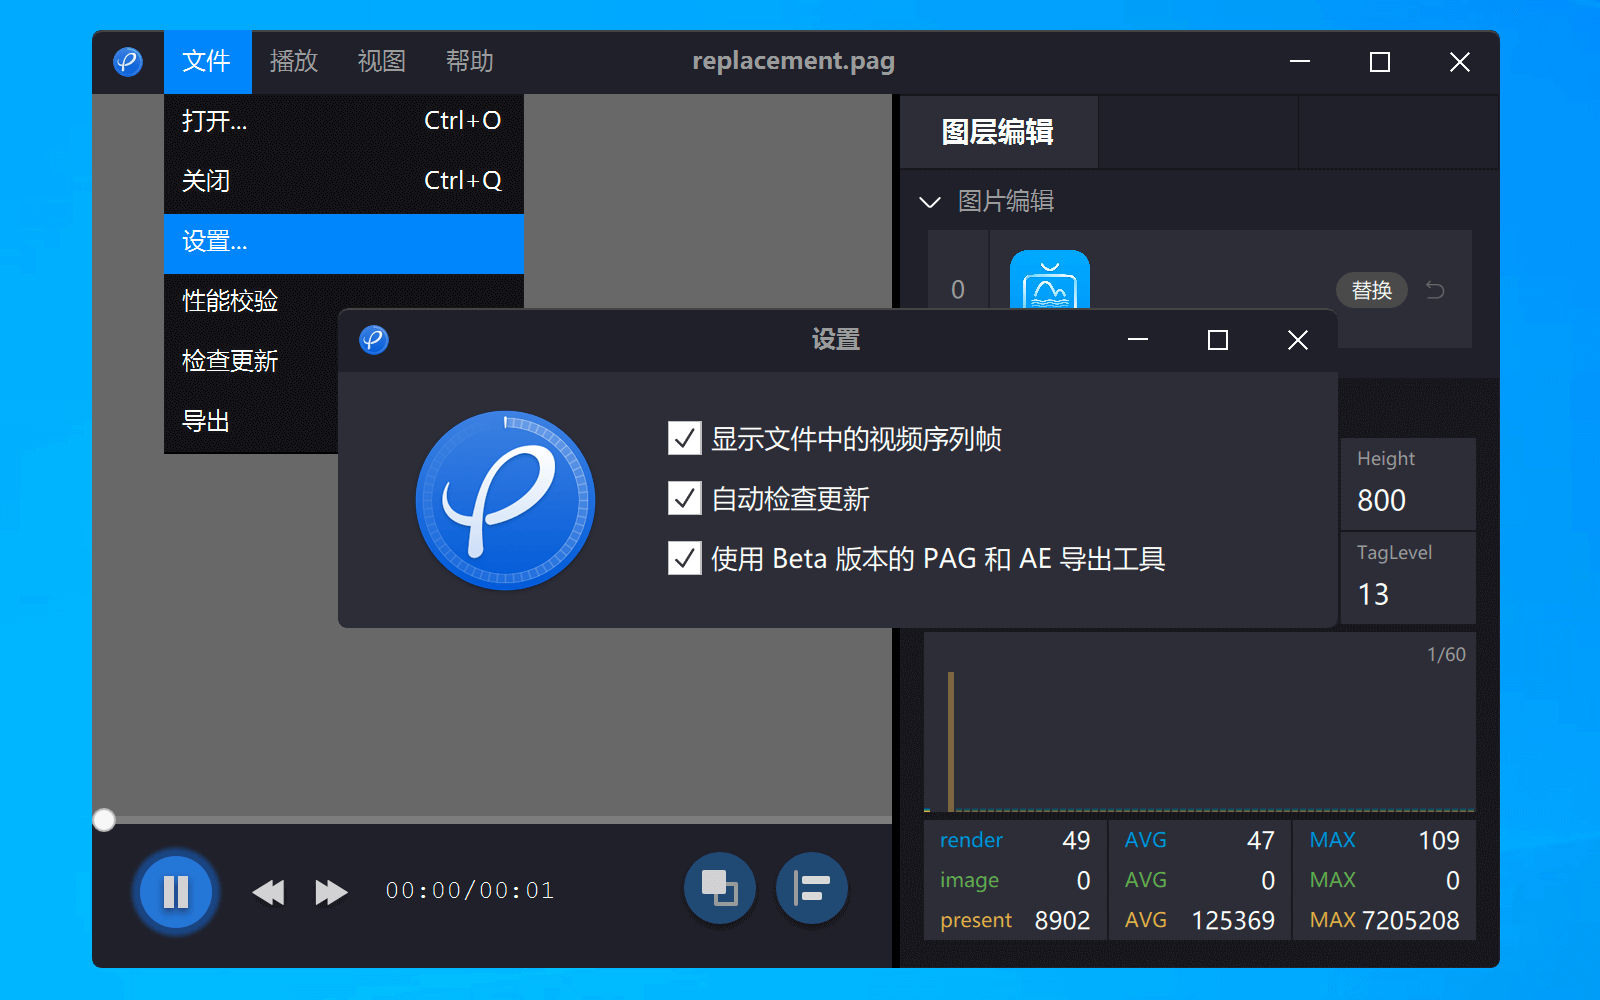 文件 播放 视图 帮助 replacement.pag
打开... Ctrl+O
关闭 Ctrl+Q
设置...
性能校验
检查更新
导出
图层编辑
图片编辑
0 替换
设置
显示文件中的视频序列帧
自动检查更新
使用 Beta 版本的 PAG 和 AE 导出工具
Height
800
TagLevel
13
1/60
render 49 AVG 47 MAX 109
image 0 AVG 0 MAX 0
present 8902 AVG 125369 MAX 7205208
00:00/00:01